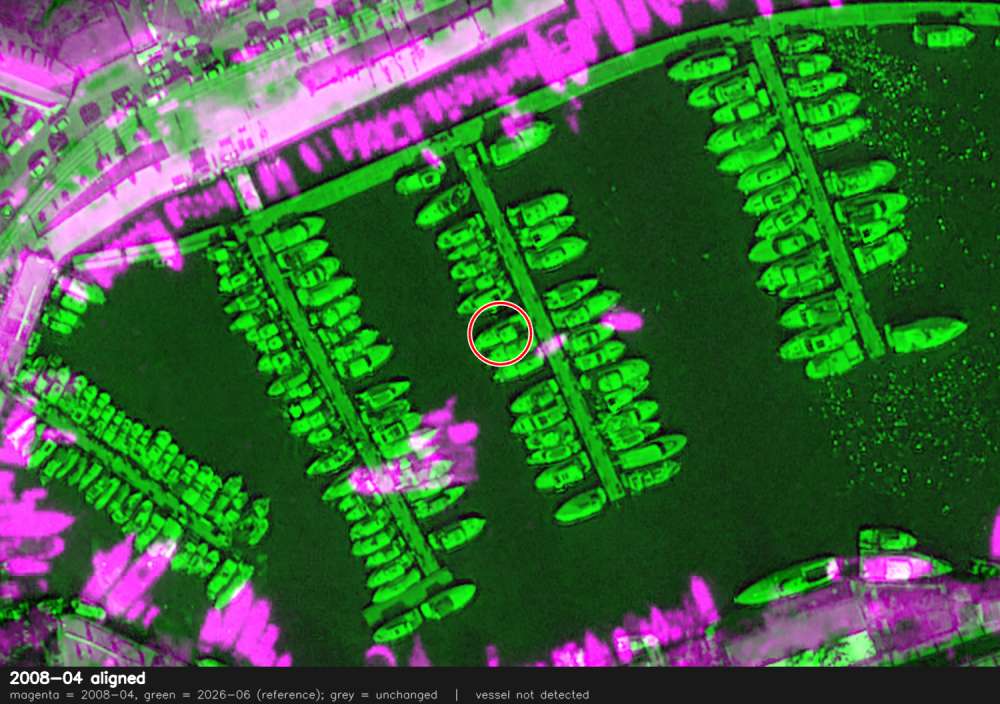 2008-04 aligned
magenta = 2008-04, green = 2026-06 (reference); grey = unchanged | vessel not detected